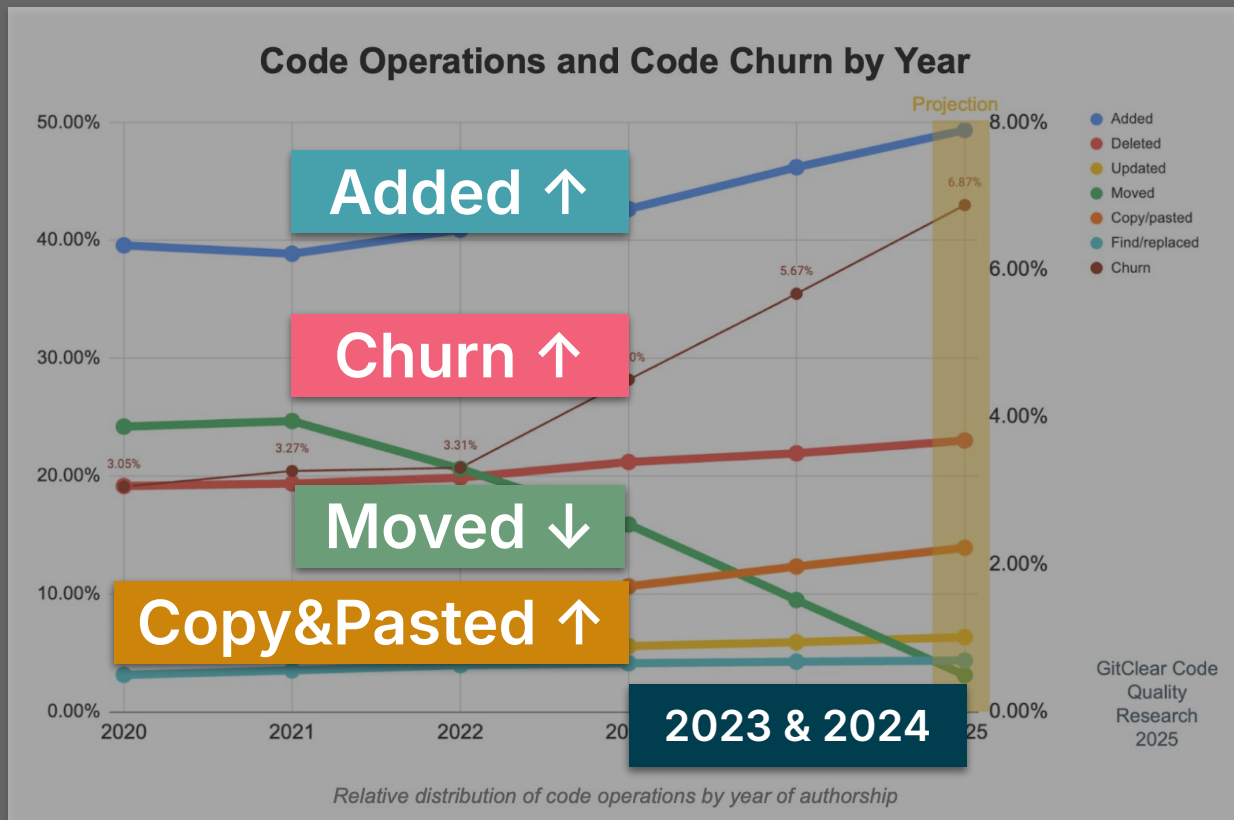 Code Operations and Code Churn by Year
Projection
50.00%
40.00%
30.00%
20.00%
10.00%
0.00%
8.00%
6.00%
4.00%
2.00%
0.00%
Added
Deleted
Updated
Moved
Copy/pasted
Find/replaced
Churn
Added ↑
Churn ↑
Moved ↓
Copy&Pasted ↑
2023 & 2024
3.05%
3.27%
3.31%
0%
5.67%
6.87%
2020
2021
2022
20
25
GitClear Code
Quality
Research
2025
Relative distribution of code operations by year of authorship